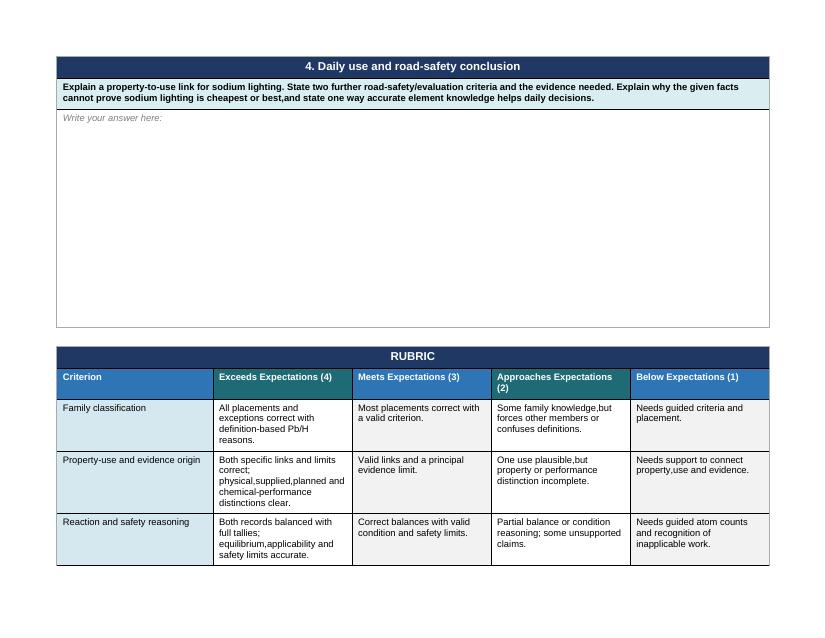 4. Daily use and road-safety conclusion
Explain a property-to-use link for sodium lighting. State two further road-safety/evaluation criteria and the evidence needed. Explain why the given facts
cannot prove sodium lighting is cheapest or best,and state one way accurate element knowledge helps daily decisions.
Write your answer here:
RUBRIC
Criterion
Exceeds Expectations (4)
Meets Expectations (3)
Approaches Expectations
(2)
Below Expectations (1)
Family classification
All placements and
exceptions correct with
definition-based Pb/H
reasons.
Most placements correct with
a valid criterion.
Some family knowledge,but
forces other members or
confuses definitions.
Needs guided criteria and
placement.
Property-use and evidence origin
Both specific links and limits
correct;
physical,supplied,planned and
chemical-performance
distinctions clear.
Valid links and a principal
evidence limit.
One use plausible,but
property or performance
distinction incomplete.
Needs support to connect
property,use and evidence.
Reaction and safety reasoning
Both records balanced with
full tallies;
equilibrium,applicability and
safety limits accurate.
Correct balances with valid
condition and safety limits.
Partial balance or condition
reasoning; some unsupported
claims.
Needs guided atom counts
and recognition of
inapplicable work.